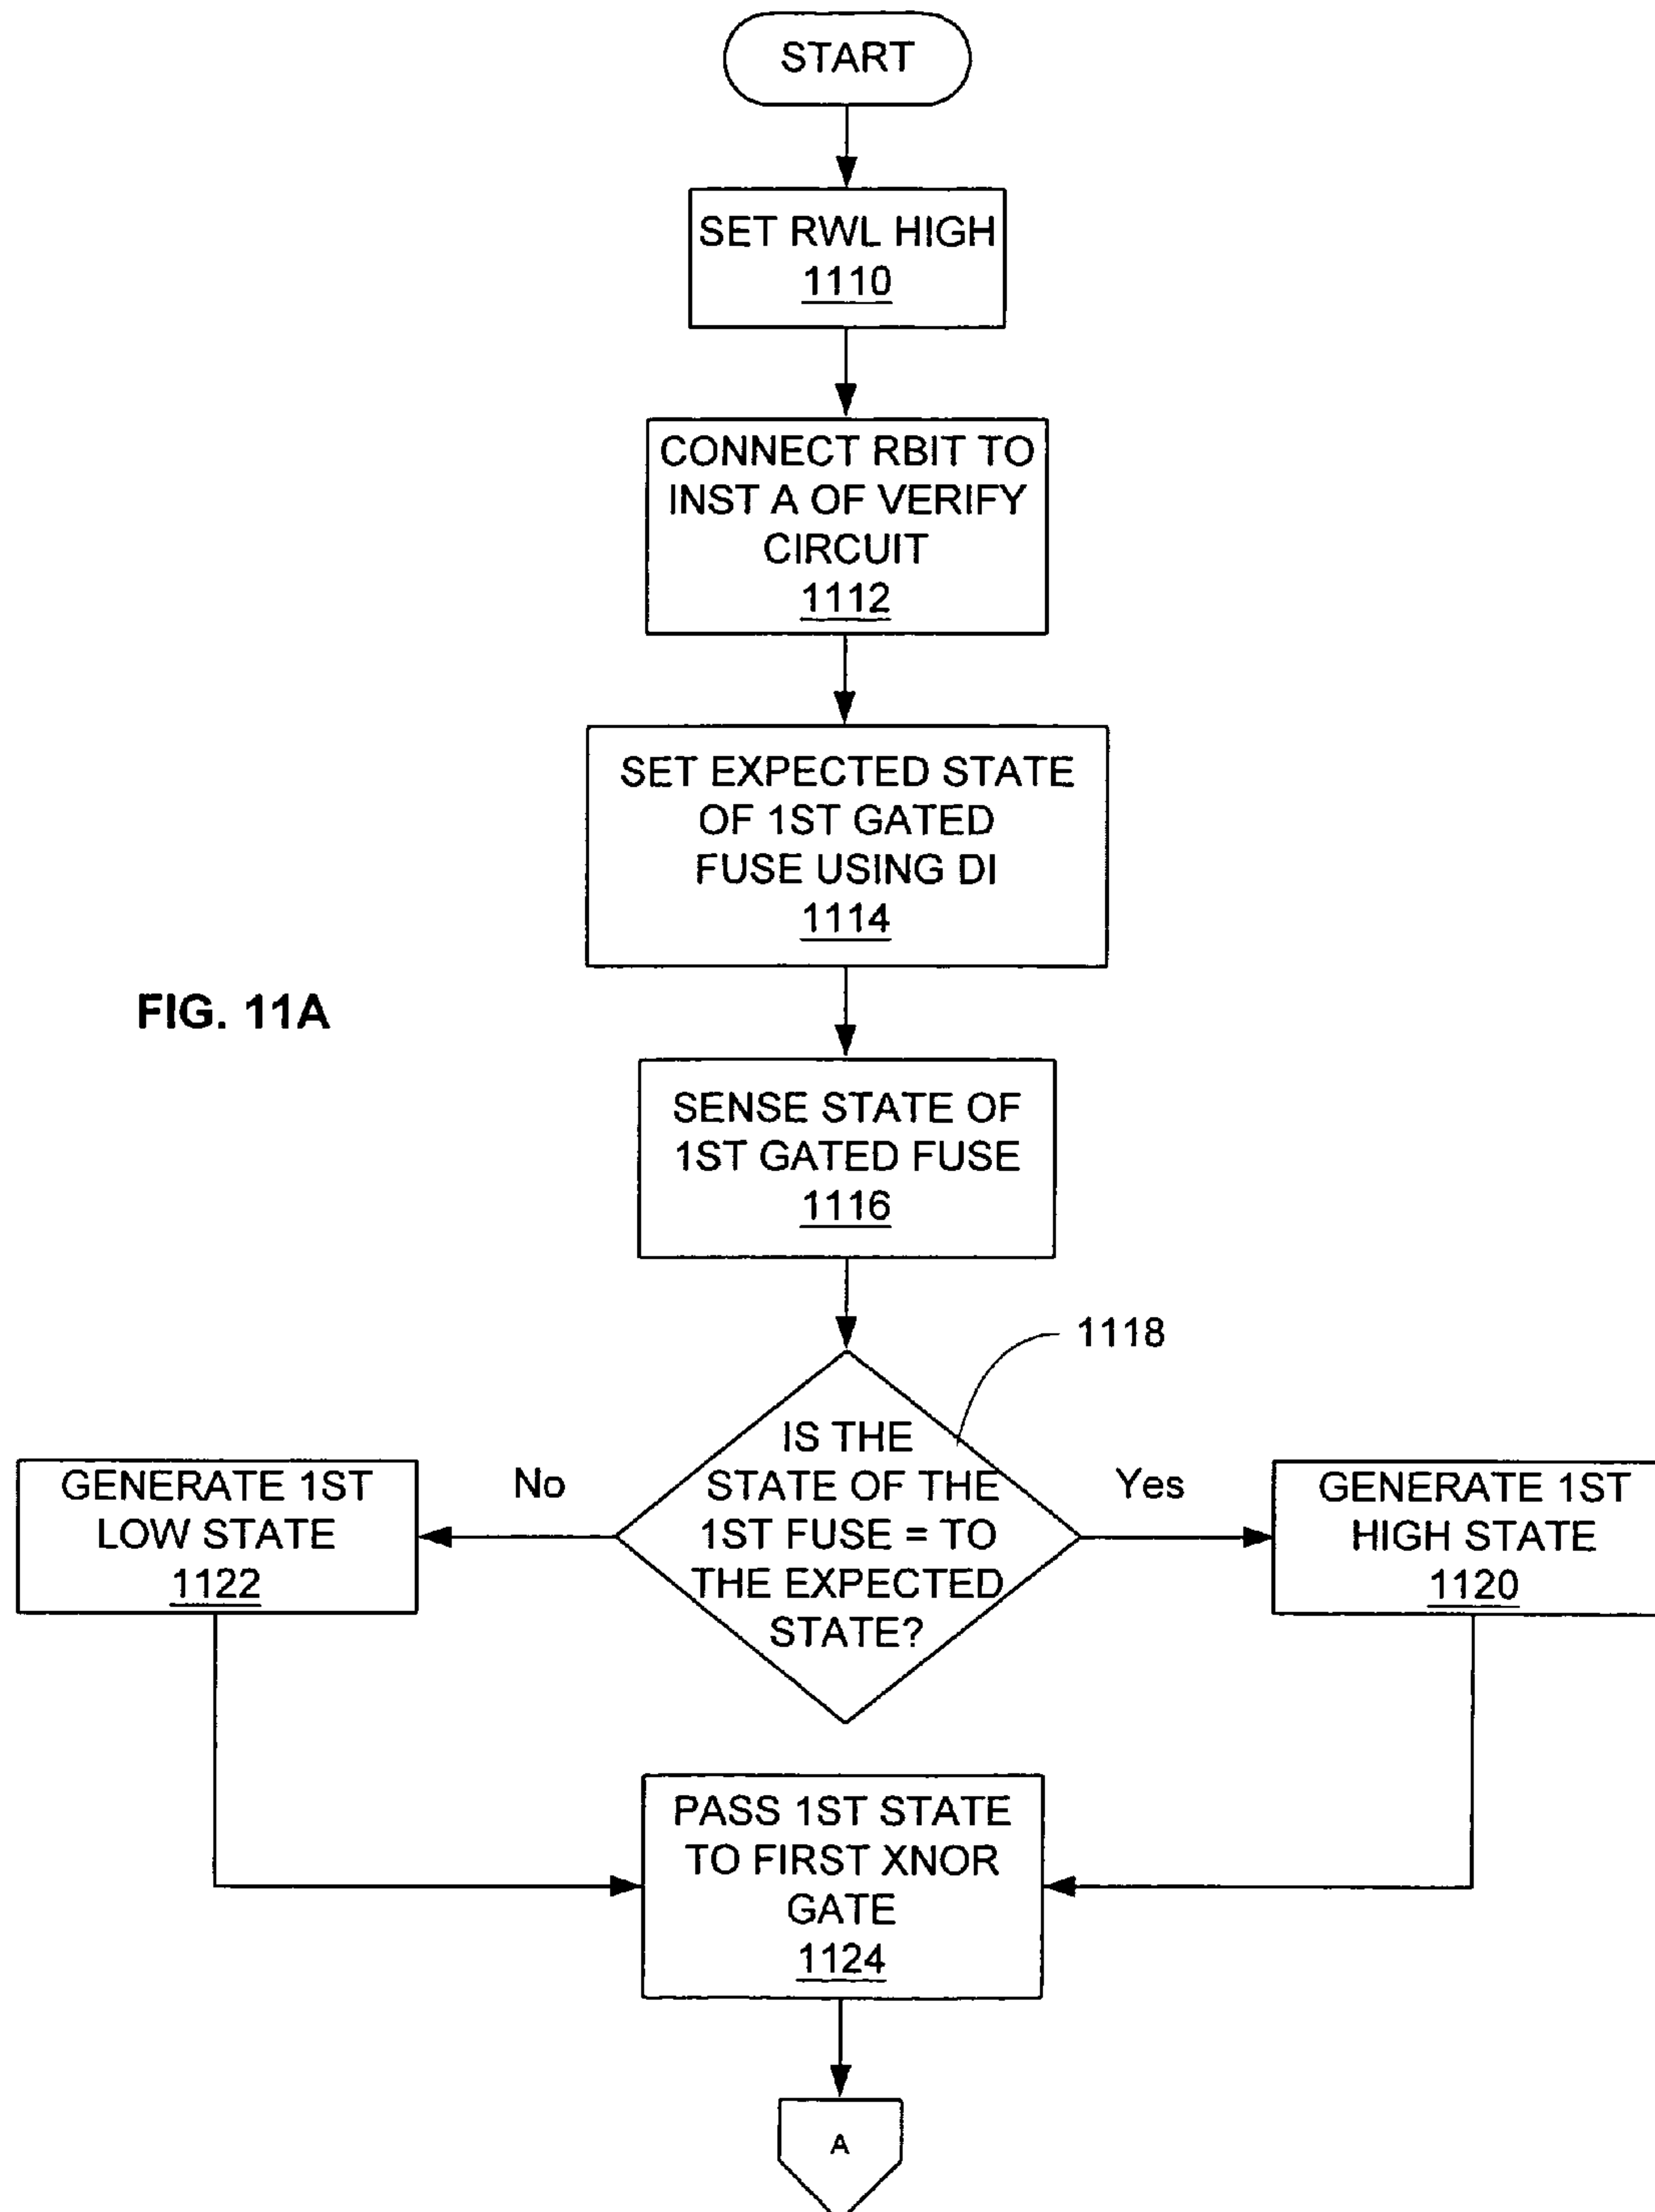 START
SET RWL HIGH
1110
CONNECT RBIT TO
INST A OF VERIFY
CIRCUIT
1112
SET EXPECTED STATE
OF 1ST GATED
FUSE USING DI
1114
FIG. 11A
SENSE STATE OF
1ST GATED FUSE
1116
1118
IS THE
STATE OF THE
1ST FUSE = TO
THE EXPECTED
STATE?
No
Yes
GENERATE 1ST
LOW STATE
1122
GENERATE 1ST
HIGH STATE
1120
PASS 1ST STATE
TO FIRST XNOR
GATE
1124
A